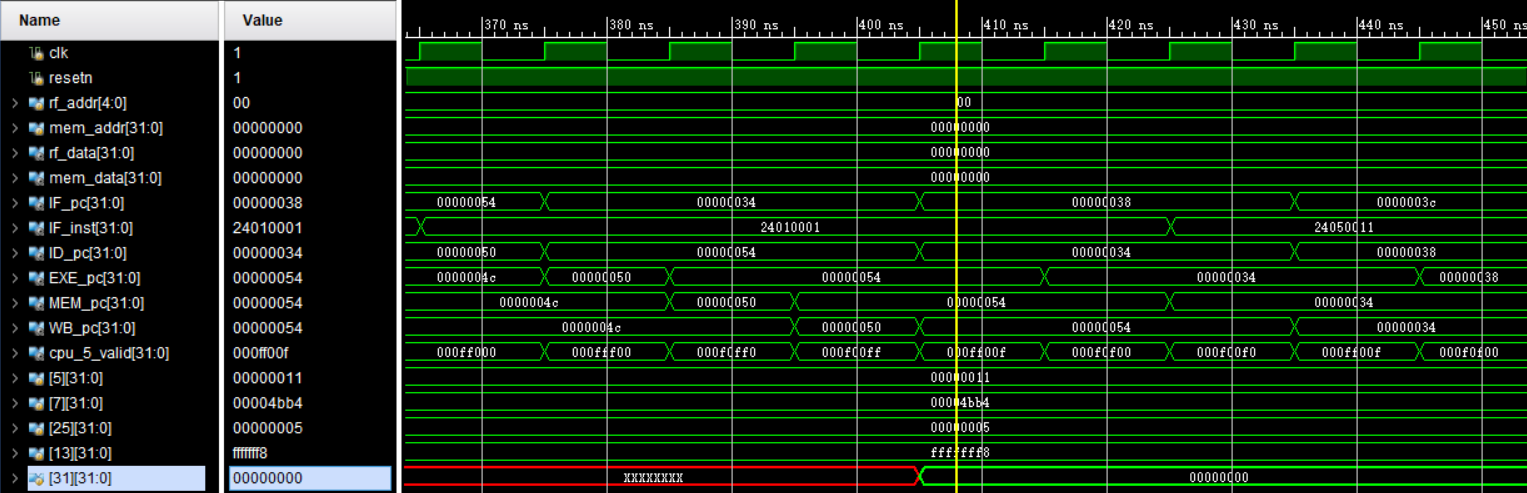 Name Value 370 ns 380 ns 390 ns 400 ns 410 ns 420 ns 430 ns 440 ns 450 ns
clk 1
resetn 1
rf_addr[4:0] 00 00
mem_addr[31:0] 00000000 00000000
rf_data[31:0] 00000000 00000000
mem_data[31:0] 00000000 00000000
IF_pc[31:0] 00000038 00000054 00000034 00000038 0000003c
IF_inst[31:0] 24010001 24010001 24050011
ID_pc[31:0] 00000034 00000050 00000054 00000034 00000038
EXE_pc[31:0] 00000054 0000004c 00000050 00000054 00000034 00000038
MEM_pc[31:0] 00000054 0000004c 00000050 00000054 00000034
WB_pc[31:0] 00000054 0000004c 00000050 00000054 00000034
cpu_5_valid[31:0] 000ff00f 000ff000 000fff00 000f0ff0 000f00ff 000ff00f 000f0f00 000f00f0 000ff00f 000f0f00
[5][31:0] 00000011 00000011
[7][31:0] 00004bb4 00004bb4
[25][31:0] 00000005 00000005
[13][31:0] fffffff8 fffffff8
[31][31:0] 00000000 XXXXXXXX 00000000